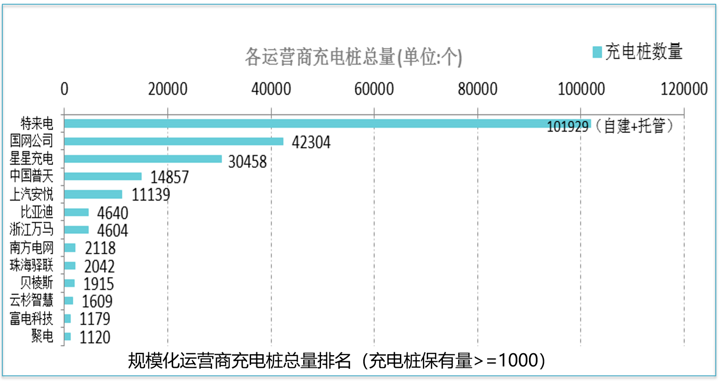 各运营商充电桩总量(单位:个)
充电桩数量
0 20000 40000 60000 80000 100000 120000
特来电 101929（自建+托管）
国网公司 42304
星星充电 30458
中国普天 14857
上汽安悦 11139
比亚迪 4640
浙江万马 4604
南方电网 2118
珠海驿联 2042
贝棱斯 1915
云杉智慧 1609
富电科技 1179
聚电 1120
规模化运营商充电桩总量排名（充电桩保有量>=1000）